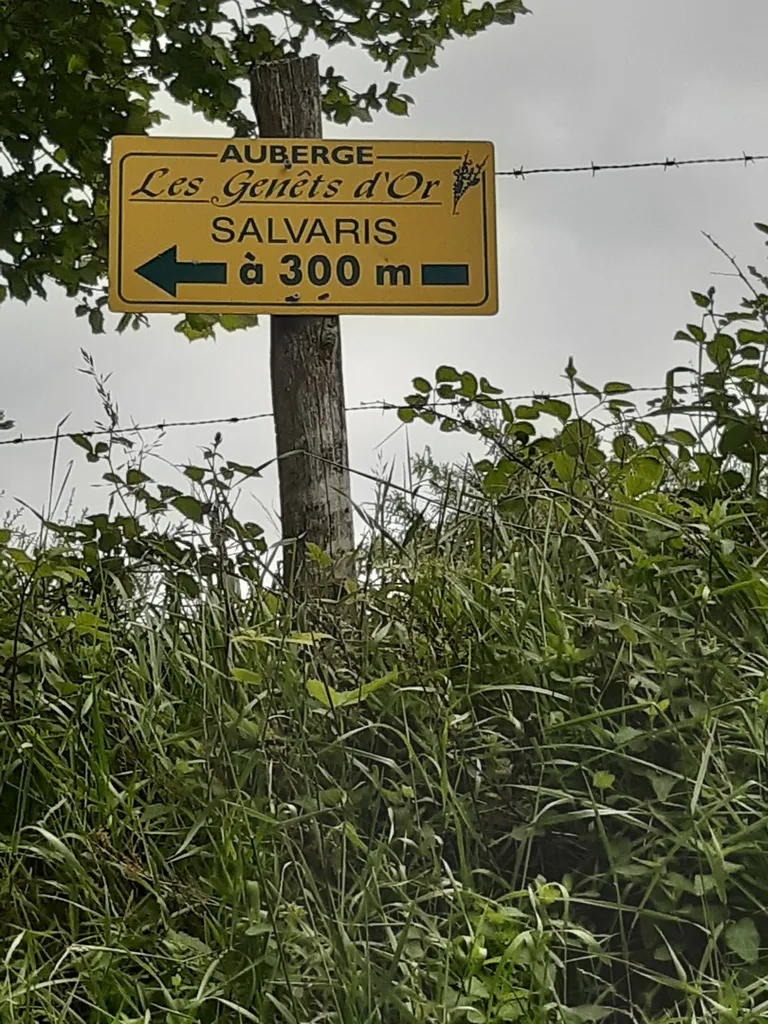 AUBERGE
Les Genêts d'Or
SALVARIS
à 300 m